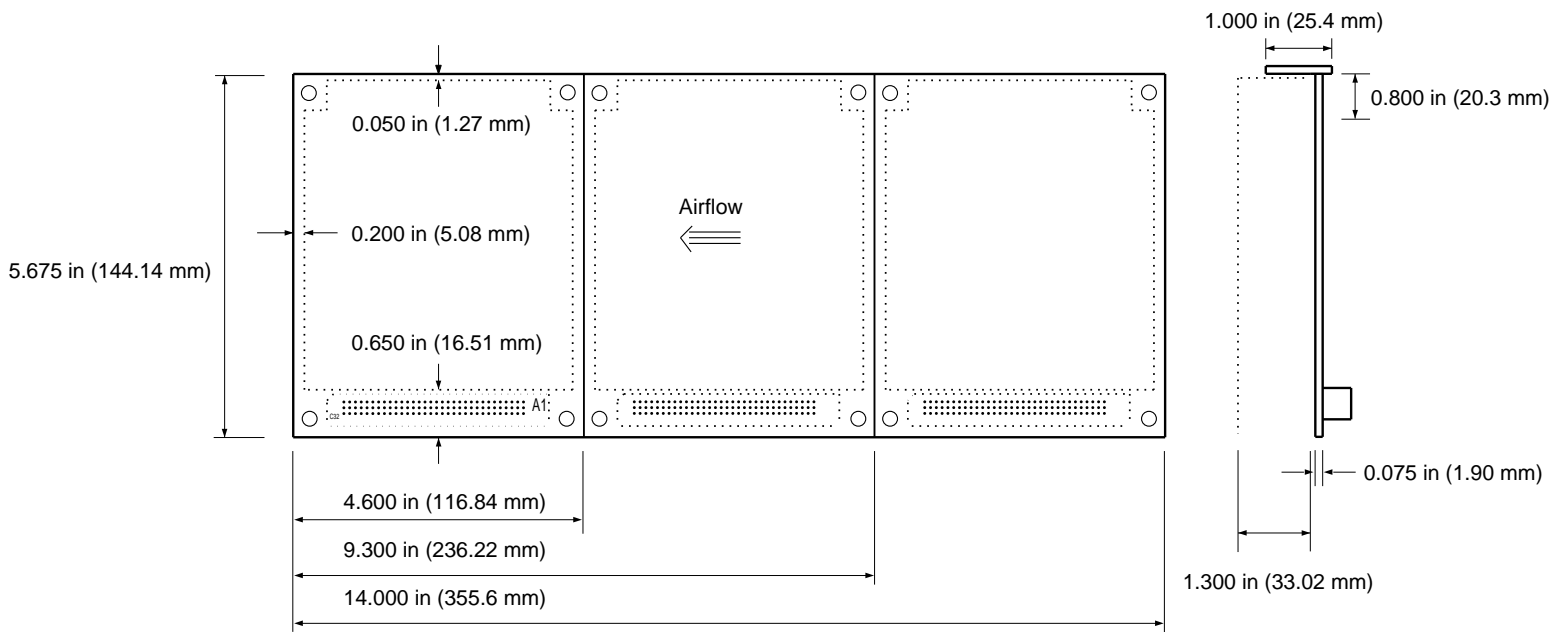 1.000 in (25.4 mm)
0.800 in (20.3 mm)
0.050 in (1.27 mm)
Airflow
0.200 in (5.08 mm)
5.675 in (144.14 mm)
0.650 in (16.51 mm)
C32
A1
0.075 in (1.90 mm)
4.600 in (116.84 mm)
9.300 in (236.22 mm)
1.300 in (33.02 mm)
14.000 in (355.6 mm)